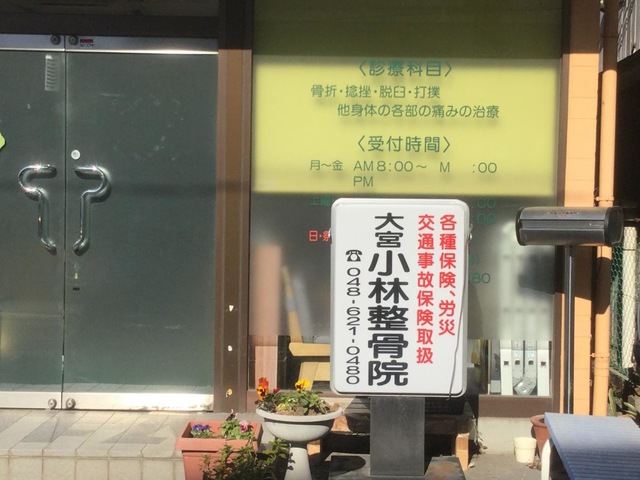 〈診療科目〉
骨折・捻挫・脱臼・打撲
他身体の各部の痛みの治療
〈受付時間〉
月〜金 AM8:00〜 M :00
PM
日・祭
各種保険、労災
交通事故保険取扱
大宮小林整骨院
☎048-621-0480